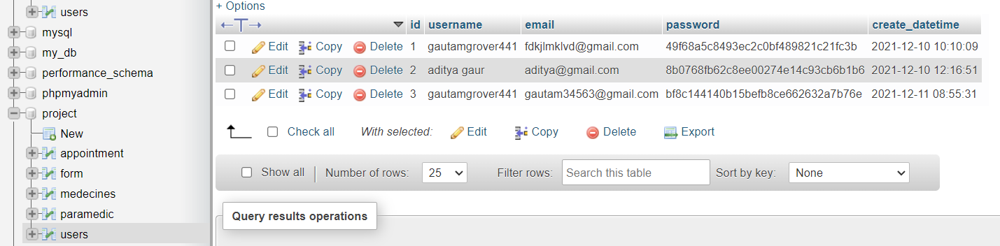 users
mysql
my_db
performance_schema
phpmyadmin
project
New
appointment
form
medecines
paramedic
users
+ Options
id username email password create_datetime
Edit Copy Delete 1 gautamgrover441 fdkjlmklvd@gmail.com 49f68a5c8493ec2c0bf489821c21fc3b 2021-12-10 10:10:09
Edit Copy Delete 2 aditya gaur aditya@gmail.com 8b0768fb62c8ee00274e14c93cb6b1b6 2021-12-10 12:16:51
Edit Copy Delete 3 gautamgrover441 gautam34563@gmail.com bf8c144140b15befb8ce662632a7b76e 2021-12-11 08:55:31
Check all With selected: Edit Copy Delete Export
Show all Number of rows: 25 Filter rows: Search this table Sort by key: None
Query results operations